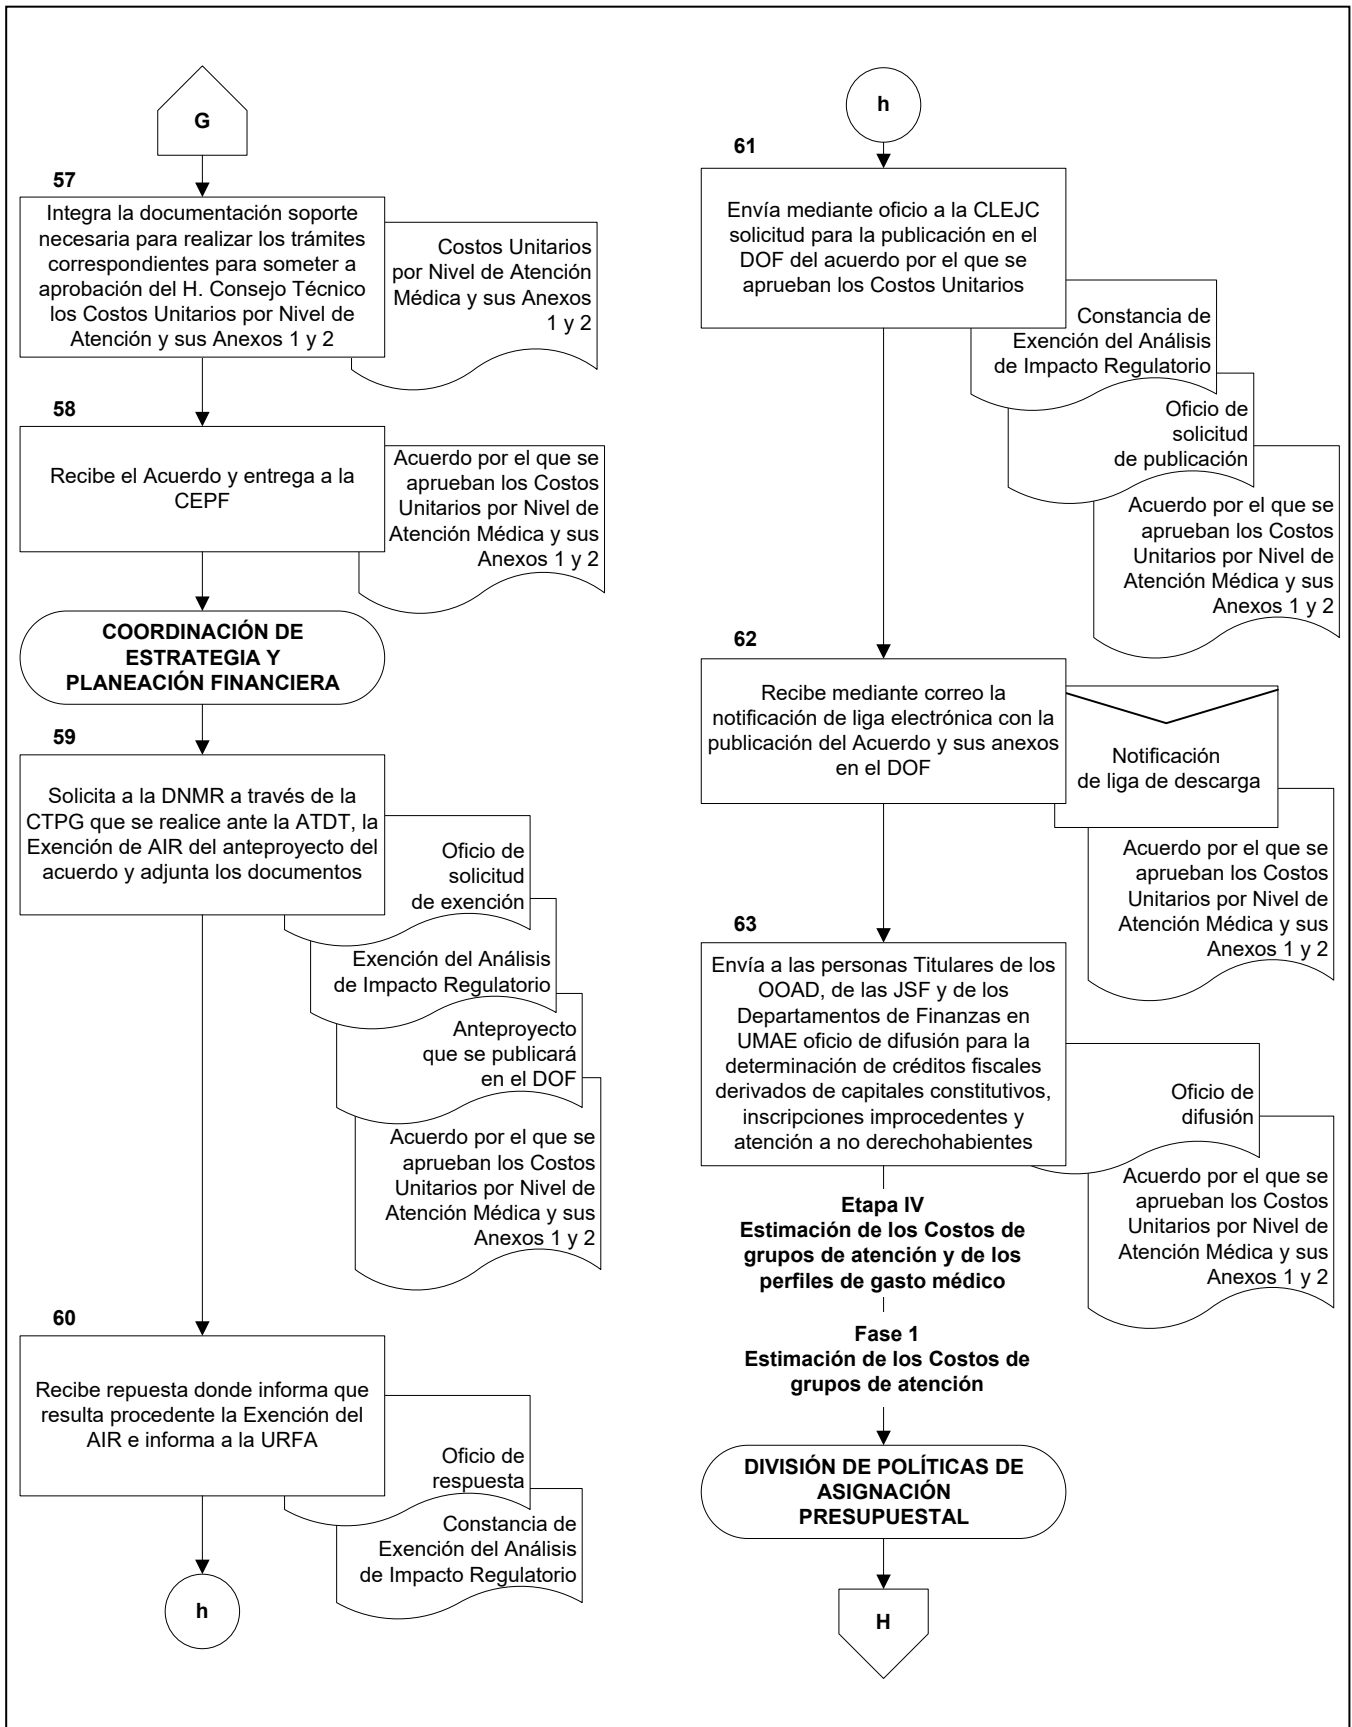 G
57
Integra la documentación soporte
necesaria para realizar los trámites
correspondientes para someter a
aprobación del H. Consejo Técnico
los Costos Unitarios por Nivel de
Atención y sus Anexos 1 y 2
Costos Unitarios
por Nivel de Atención
Médica y sus Anexos
1 y 2
58
Recibe el Acuerdo y entrega a la
CEPF
Acuerdo por el que se
aprueban los Costos
Unitarios por Nivel de
Atención Médica y sus
Anexos 1 y 2
COORDINACIÓN DE
ESTRATEGIA Y
PLANEACIÓN FINANCIERA
59
Solicita a la DNMR a través de la
CTPG que se realice ante la ATDT, la
Exención de AIR del anteproyecto del
acuerdo y adjunta los documentos
Oficio de
solicitud
de exención
Exención del Análisis
de Impacto Regulatorio
Anteproyecto
que se publicará
en el DOF
Acuerdo por el que se
aprueban los Costos
Unitarios por Nivel de
Atención Médica y sus
Anexos 1 y 2
60
Recibe repuesta donde informa que
resulta procedente la Exención del
AIR e informa a la URFA
Oficio de
respuesta
Constancia de
Exención del Análisis
de Impacto Regulatorio
h
h
61
Envía mediante oficio a la CLEJC
solicitud para la publicación en el
DOF del acuerdo por el que se
aprueban los Costos Unitarios
Constancia de
Exención del Análisis
de Impacto Regulatorio
Oficio de
solicitud
de publicación
Acuerdo por el que se
aprueban los Costos
Unitarios por Nivel de
Atención Médica y sus
Anexos 1 y 2
62
Recibe mediante correo la
notificación de liga electrónica con la
publicación del Acuerdo y sus anexos
en el DOF
Notificación
de liga de descarga
Acuerdo por el que se
aprueban los Costos
Unitarios por Nivel de
Atención Médica y sus
Anexos 1 y 2
63
Envía a las personas Titulares de los
OOAD, de las JSF y de los
Departamentos de Finanzas en
UMAE oficio de difusión para la
determinación de créditos fiscales
derivados de capitales constitutivos,
inscripciones improcedentes y
atención a no derechohabientes
Oficio de
difusión
Acuerdo por el que se
aprueban los Costos
Unitarios por Nivel de
Atención Médica y sus
Anexos 1 y 2
Etapa IV
Estimación de los Costos de
grupos de atención y de los
perfiles de gasto médico
Fase 1
Estimación de los Costos de
grupos de atención
DIVISIÓN DE POLÍTICAS DE
ASIGNACIÓN
PRESUPUESTAL
H